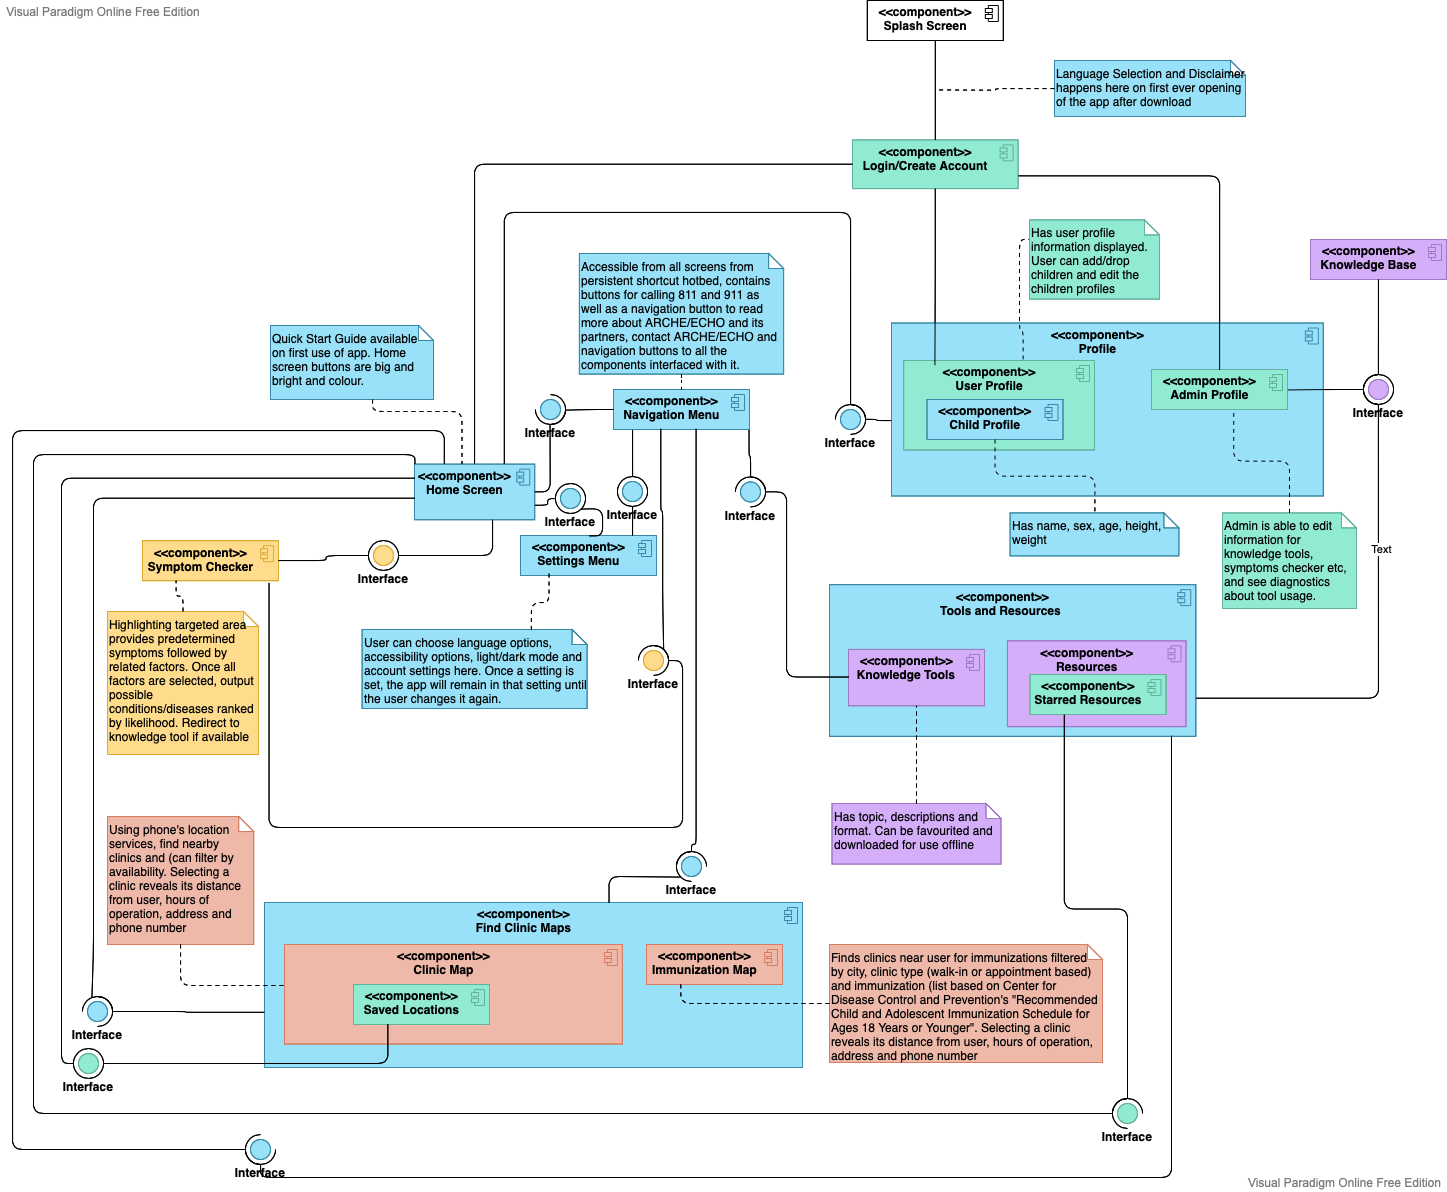 Visual Paradigm Online Free Edition
<<component>>
Splash Screen
Language Selection and Disclaimer
happens here on first ever opening
of the app after download
<<component>>
Login/Create Account
Has user profile
information displayed.
User can add/drop
children and edit the
children profiles
<<component>>
Knowledge Base
Accessible from all screens from
persistent shortcut hotbed, contains
buttons for calling 811 and 911 as
well as a navigation button to read
more about ARCHE/ECHO and its
partners, contact ARCHE/ECHO and
navigation buttons to all the
components interfaced with it.
Quick Start Guide available
on first use of app. Home
screen buttons are big and
bright and colour.
<<component>>
Profile
<<component>>
User Profile
<<component>>
Child Profile
<<component>>
Admin Profile
Interface
<<component>>
Navigation Menu
Interface
Interface
<<component>>
Home Screen
Interface
Interface
Interface
Has name, sex, age, height,
weight
Admin is able to edit
information for
knowledge tools,
symptoms checker etc,
and see diagnostics
about tool usage.
Text
<<component>>
Symptom Checker
Interface
<<component>>
Settings Menu
Highlighting targeted area
provides predetermined
symptoms followed by
related factors. Once all
factors are selected, output
possible
conditions/diseases ranked
by likelihood. Redirect to
knowledge tool if available
User can choose language options,
accessibility options, light/dark mode and
account settings here. Once a setting is
set, the app will remain in that setting until
the user changes it again.
Interface
<<component>>
Tools and Resources
<<component>>
Knowledge Tools
<<component>>
Resources
<<component>>
Starred Resources
Has topic, descriptions and
format. Can be favourited and
downloaded for use offline
Using phone's location
services, find nearby
clinics and (can filter by
availability. Selecting a
clinic reveals its distance
from user, hours of
operation, address and
phone number
Interface
<<component>>
Find Clinic Maps
<<component>>
Clinic Map
<<component>>
Saved Locations
<<component>>
Immunization Map
Finds clinics near user for immunizations filtered
by city, clinic type (walk-in or appointment based)
and immunization (list based on Center for
Disease Control and Prevention's "Recommended
Child and Adolescent Immunization Schedule for
Ages 18 Years or Younger". Selecting a clinic
reveals its distance from user, hours of operation,
address and phone number
Interface
Interface
Interface
Interface
Visual Paradigm Online Free Edition